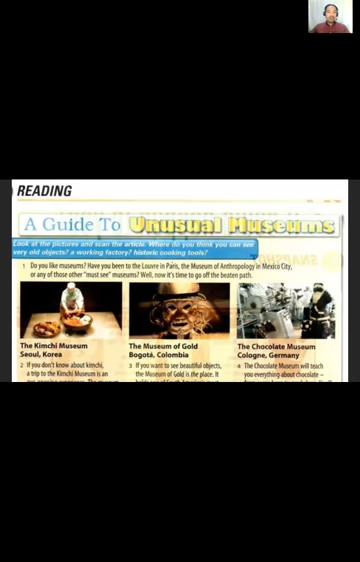 READING
A Guide To Unusual Museums
Look at the pictures and scan the article. Where do you think you can see
very old objects? a working factory? historic cooking tools?
1 Do you like museums? Have you been to the Louvre in Paris, the Museum of Anthropology in Mexico City,
or any of those other "must see" museums? Well, now it's time to go off the beaten path.
The Kimchi Museum
Seoul, Korea
2 If you don't know about kimchi,
a trip to the Kimchi Museum is an
The Museum of Gold
Bogotá, Colombia
3 If you want to see beautiful objects,
the Museum of Gold is the place. It
The Chocolate Museum
Cologne, Germany
4 The Chocolate Museum will teach
you everything about chocolate –